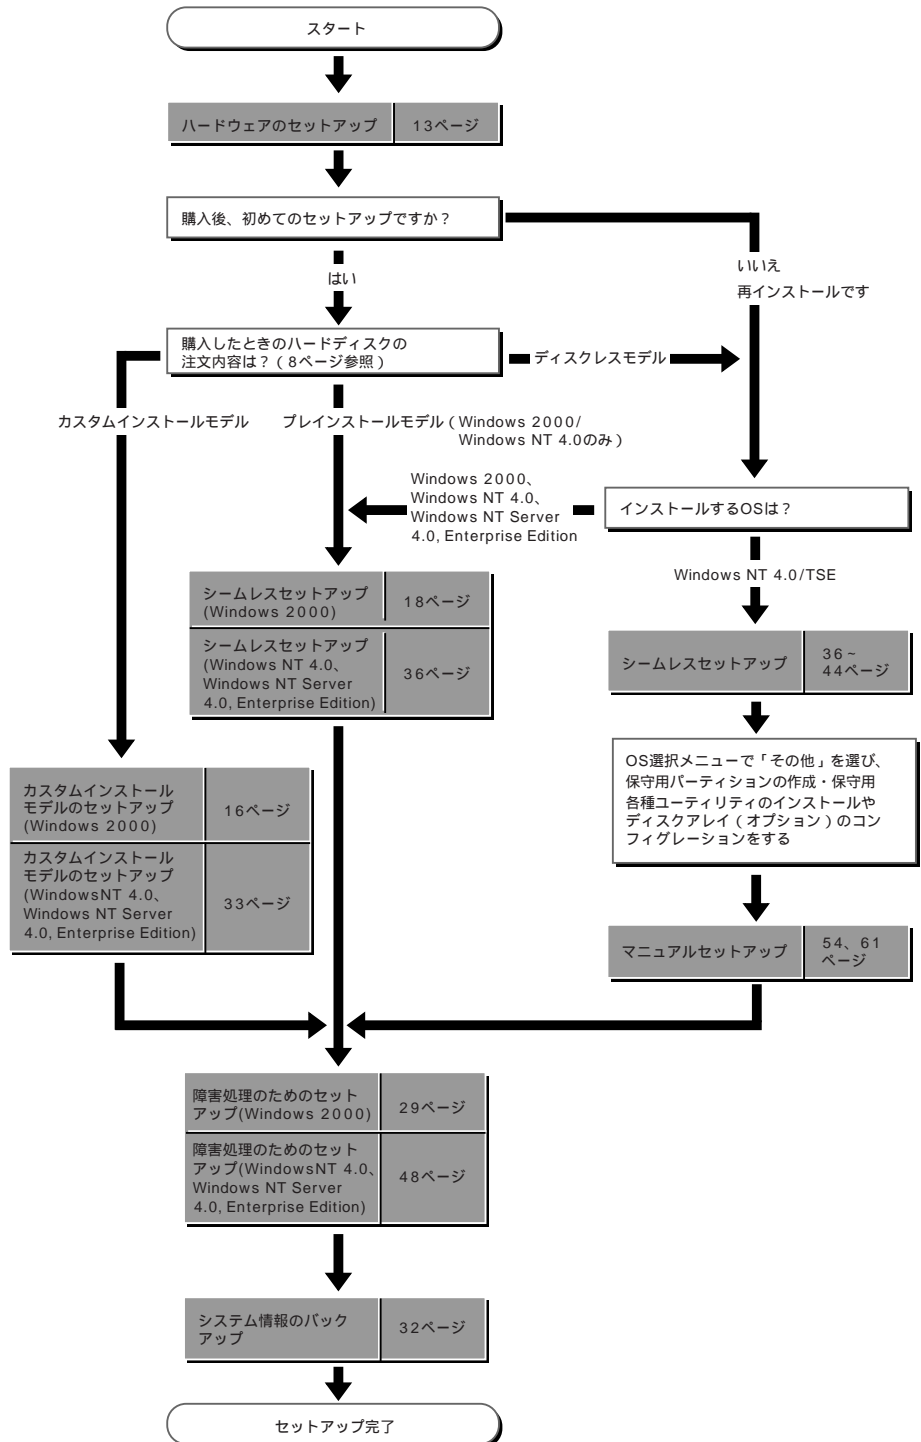 スタート
ハードウェアのセットアップ
13ページ
購入後、初めてのセットアップですか？
はい
いいえ
再インストールです
購入したときのハードディスクの
注文内容は？（8ページ参照）
ディスクレスモデル
カスタムインストールモデル
プレインストールモデル（Windows 2000/
Windows NT 4.0のみ）
Windows 2000、
Windows NT 4.0、
Windows NT Server
4.0, Enterprise Edition
インストールするOSは？
Windows NT 4.0/TSE
シームレスセットアップ
(Windows 2000)
18ページ
シームレスセットアップ
(Windows NT 4.0、
Windows NT Server
4.0, Enterprise Edition)
36ページ
シームレスセットアップ
36~
44ページ
OS選択メニューで「その他」を選び、
保守用パーティションの作成・保守用
各種ユーティリティのインストールや
ディスクアレイ（オプション）のコン
フィグレーションをする
カスタムインストール
モデルのセットアップ
(Windows 2000)
16ページ
カスタムインストール
モデルのセットアップ
(WindowsNT 4.0、
Windows NT Server
4.0, Enterprise Edition)
33ページ
マニュアルセットアップ
54、61
ページ
障害処理のためのセット
アップ(Windows 2000)
29ページ
障害処理のためのセット
アップ(WindowsNT 4.0、
Windows NT Server
4.0, Enterprise Edition)
48ページ
システム情報のバック
アップ
32ページ
セットアップ完了